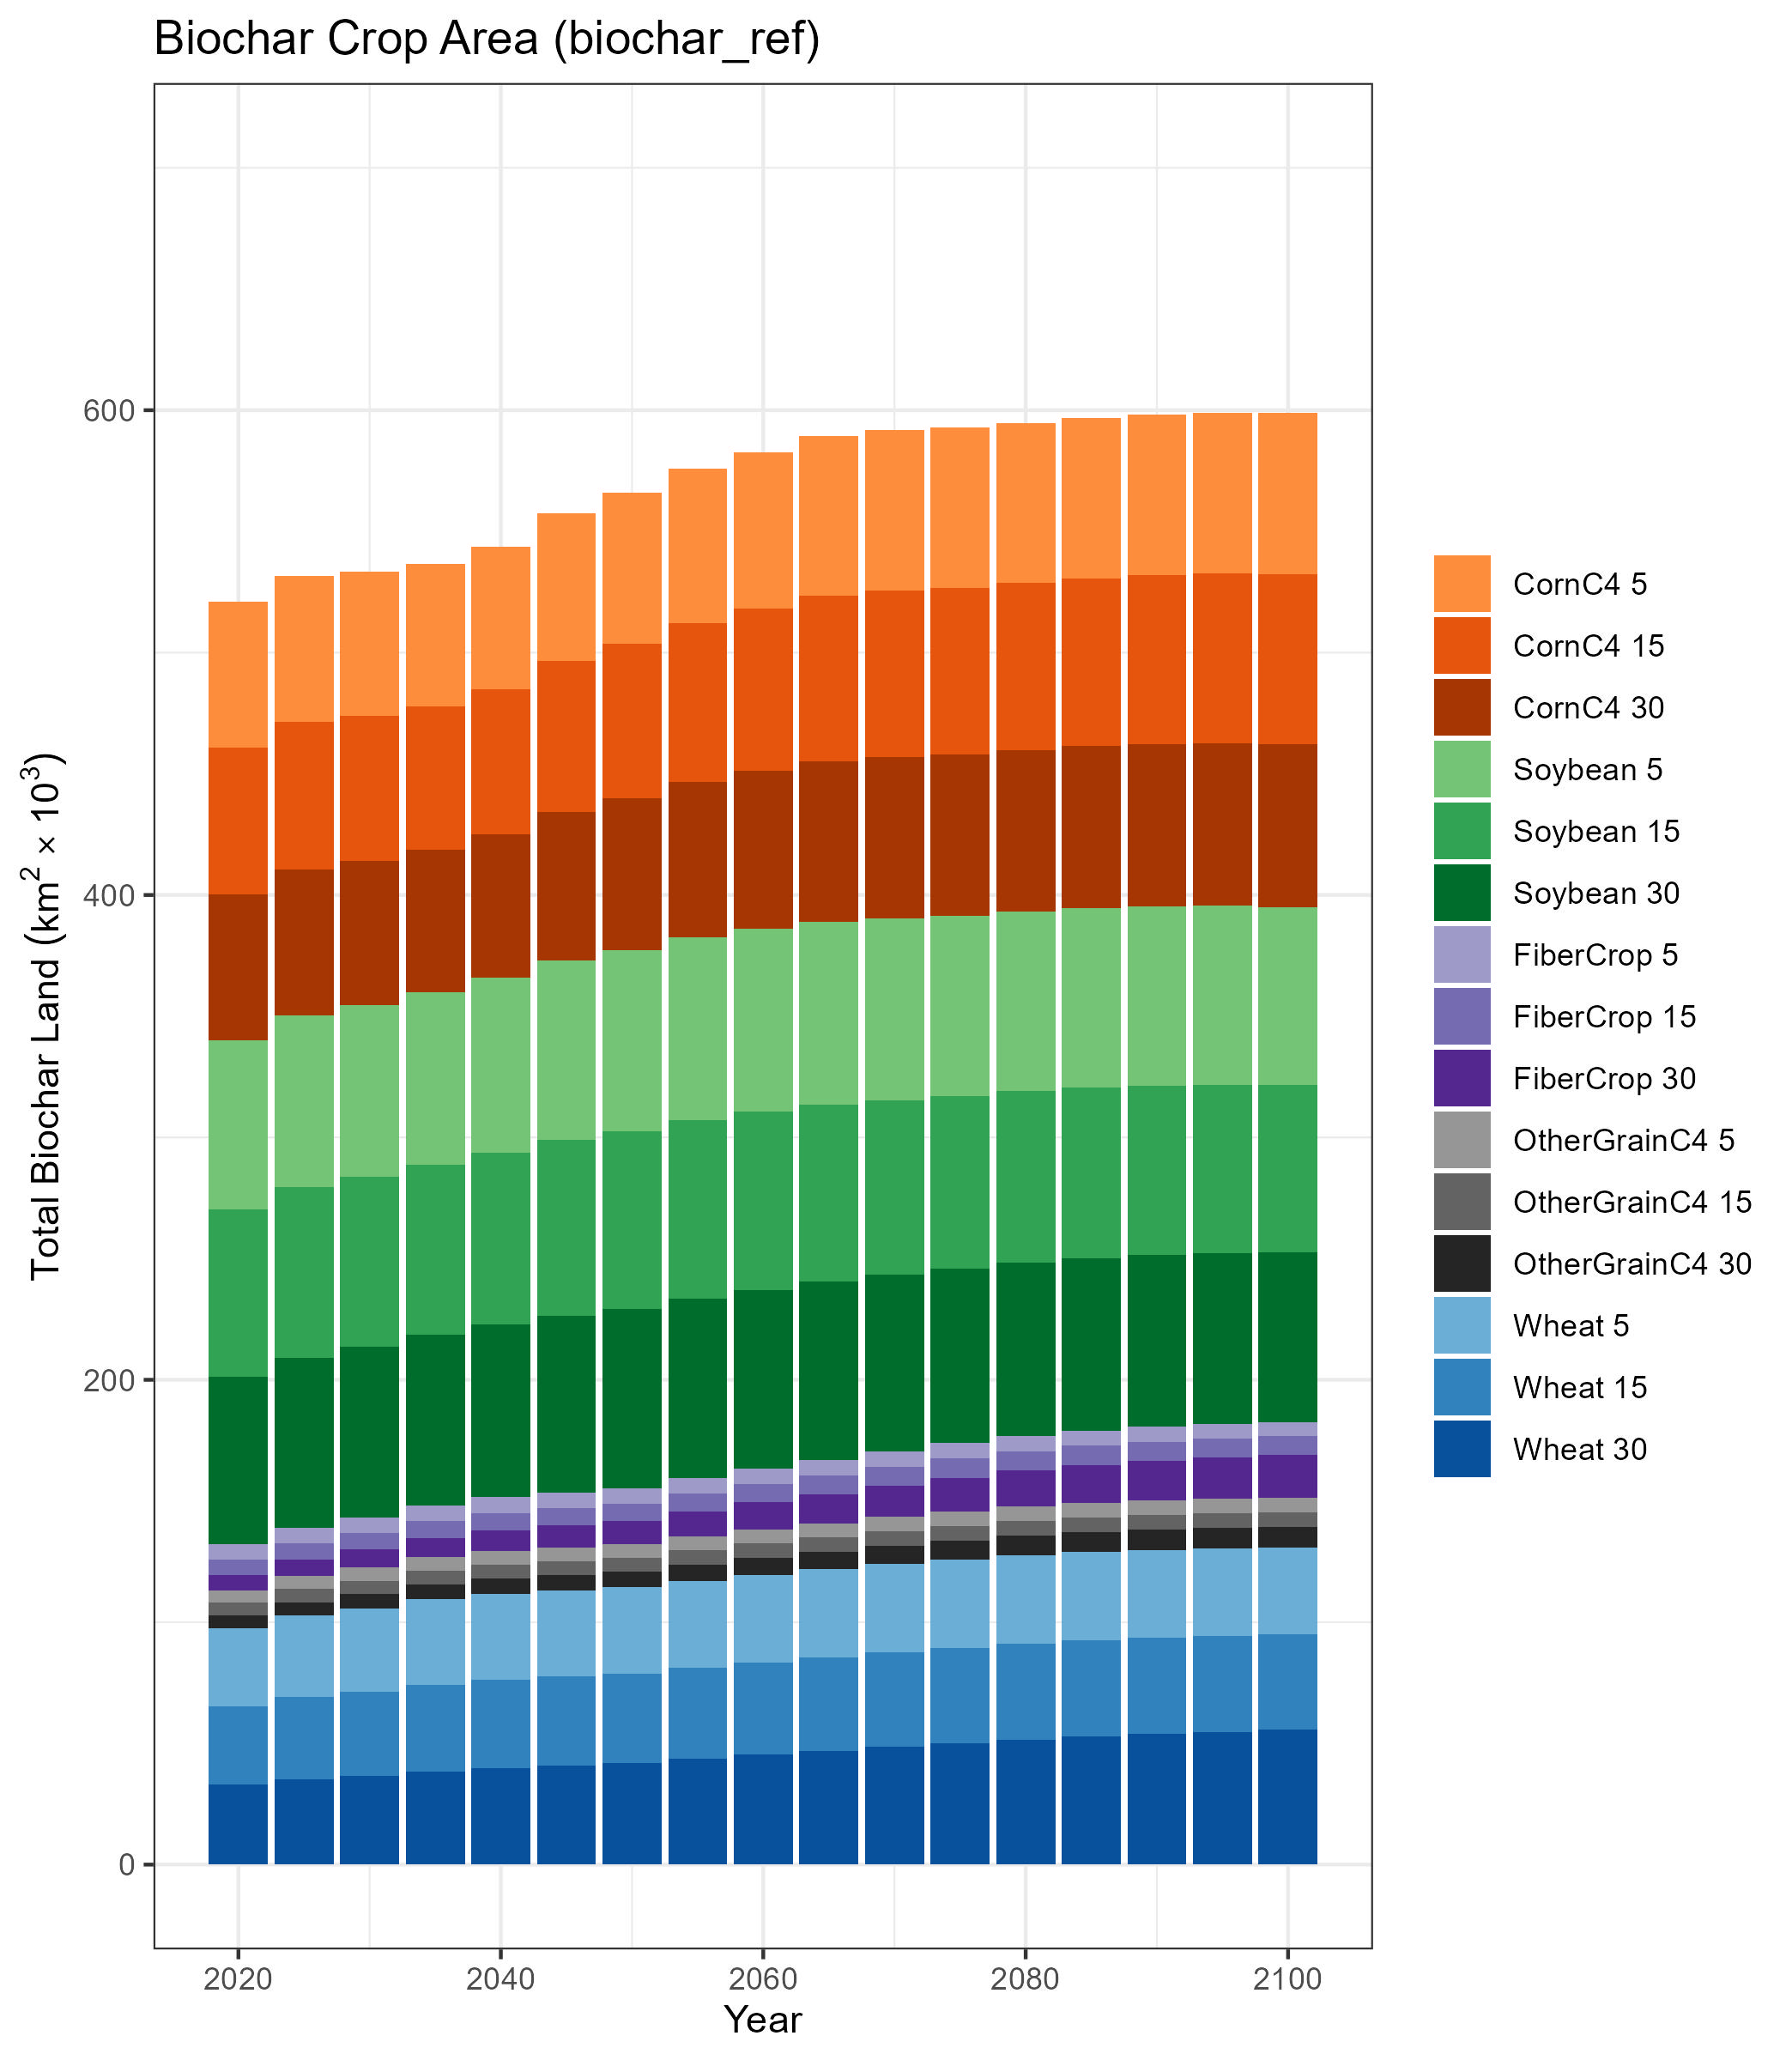 Biochar Crop Area (biochar_ref)
Total Biochar Land (km² × 10³)
600
400
200
0
2020 2040 2060 2080 2100
Year
CornC4 5
CornC4 15
CornC4 30
Soybean 5
Soybean 15
Soybean 30
FiberCrop 5
FiberCrop 15
FiberCrop 30
OtherGrainC4 5
OtherGrainC4 15
OtherGrainC4 30
Wheat 5
Wheat 15
Wheat 30